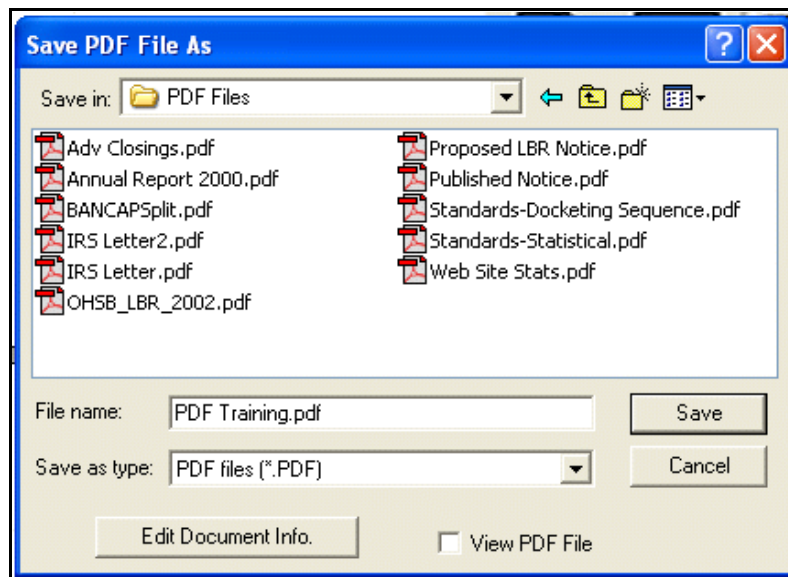 Save PDF File As
Save in: PDF Files
Adv Closings.pdf
Annual Report 2000.pdf
BANCAPSplit.pdf
IRS Letter2.pdf
IRS Letter.pdf
OHSB_LBR_2002.pdf
Proposed LBR Notice.pdf
Published Notice.pdf
Standards-Docketing Sequence.pdf
Standards-Statistical.pdf
Web Site Stats.pdf
File name: PDF Training.pdf
Save
Save as type: PDF files (*.PDF)
Cancel
Edit Document Info.
View PDF File